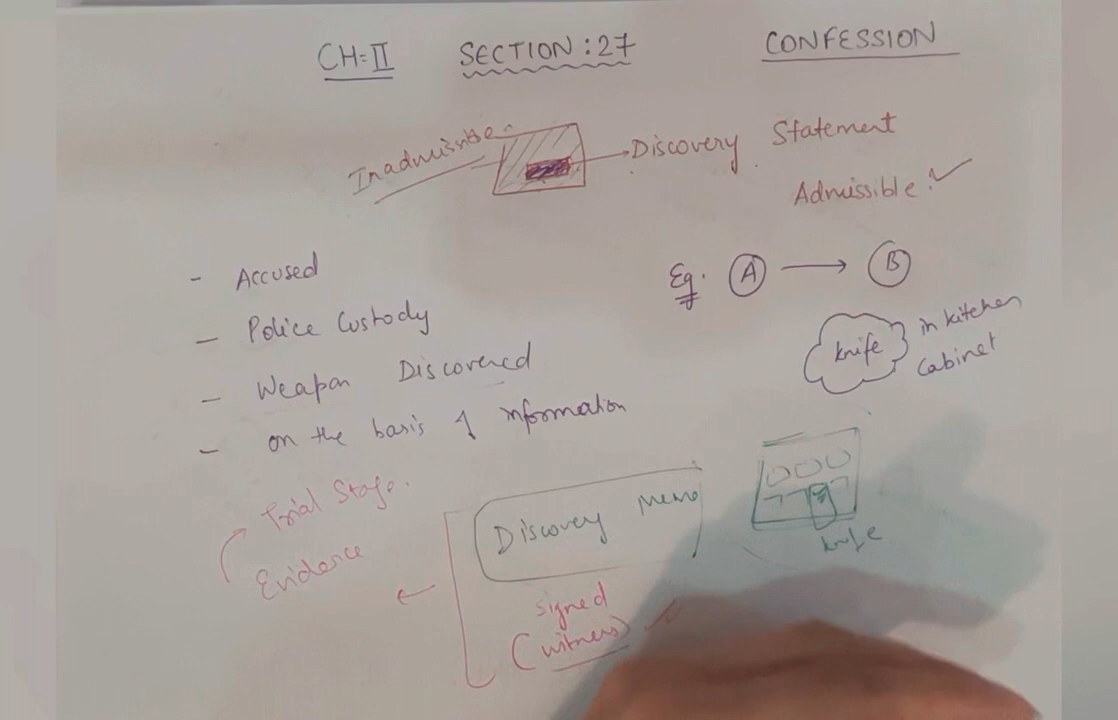 CH-II SECTION : 27 CONFESSION
Inadmissible
Discovery Statement
Admissible
- Accused
- Police Custody
- Weapon Discovered
- on the basis of information
Eg. A → B
knife in kitchen
cabinet
Trial Stage.
Evidence
Discovery Memo
signed
(witness)
knife